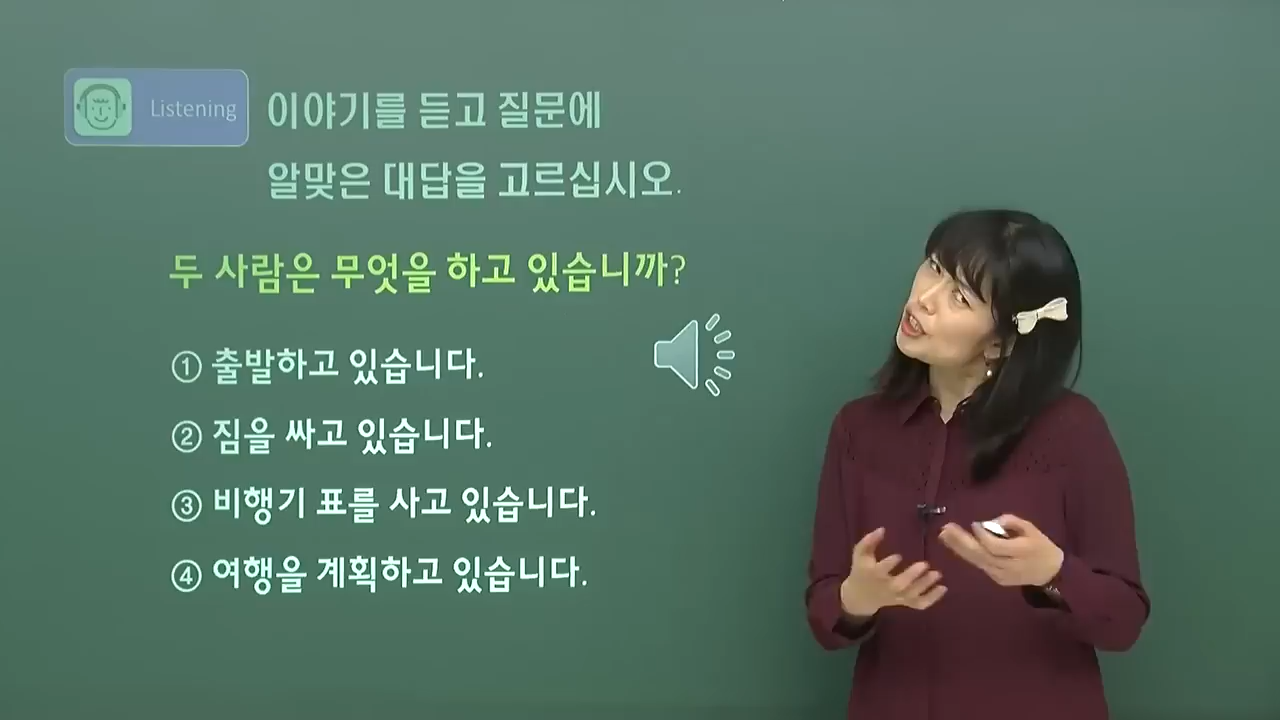 Listening
이야기를 듣고 질문에
알맞은 대답을 고르십시오.
두 사람은 무엇을 하고 있습니까?
① 출발하고 있습니다.
② 짐을 싸고 있습니다.
③ 비행기 표를 사고 있습니다.
④ 여행을 계획하고 있습니다.